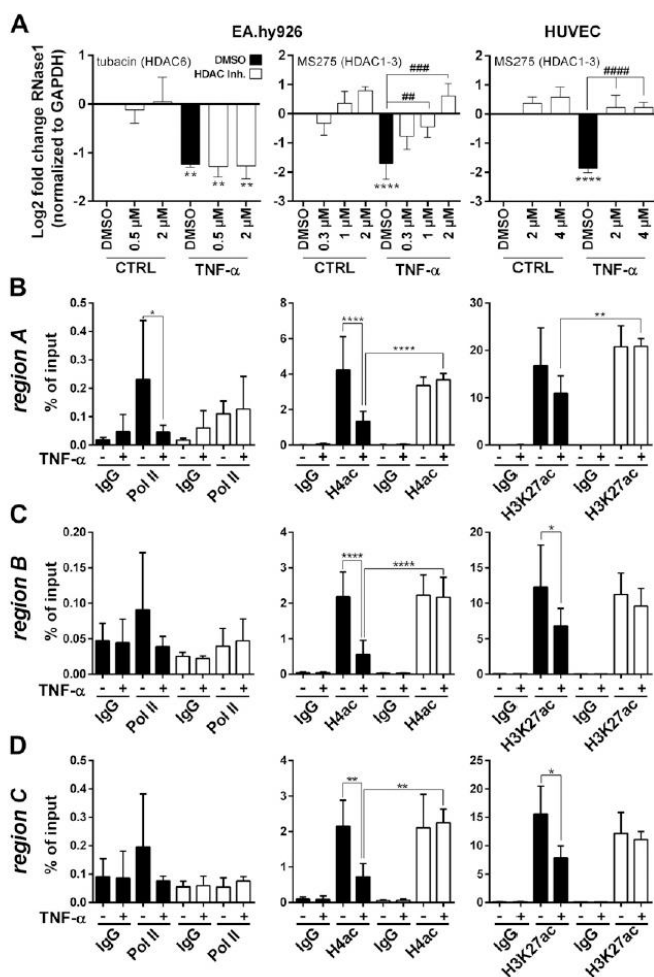 A
EA.hy926
HUVEC
Log2 fold change RNase1
(normalized to GAPDH)
tubacin (HDAC6)
DMSO
HDAC Inh.
0
-1
-2
** ** **
DMSO 0.5 µM 2 µM DMSO 0.5 µM 2 µM
CTRL TNF-α
MS275 (HDAC1-3)
###
##
2
1
0
-1
-2
-3
****
DMSO 0.3 µM 1 µM 2 µM DMSO 0.3 µM 1 µM 2 µM
CTRL TNF-α
MS275 (HDAC1-3)
####
2
1
0
-1
-2
-3
****
DMSO 2 µM 4 µM DMSO 2 µM 4 µM
CTRL TNF-α
B
region A
% of input
0.5
0.4
0.3
0.2
0.1
0.0
*
TNF-α - + - + - + - +
IgG Pol II IgG Pol II
8
6
4
2
0
****
****
- + - + - + - +
IgG H4ac IgG H4ac
30
20
10
0
**
- + - + - + - +
IgG H3K27ac IgG H3K27ac
C
region B
% of input
0.20
0.15
0.10
0.05
0.00
TNF-α - + - + - + - +
IgG Pol II IgG Pol II
4
3
2
1
0
****
****
- + - + - + - +
IgG H4ac IgG H4ac
20
15
10
5
0
*
- + - + - + - +
IgG H3K27ac IgG H3K27ac
D
region C
% of input
0.5
0.4
0.3
0.2
0.1
0.0
TNF-α - + - + - + - +
IgG Pol II IgG Pol II
4
3
2
1
0
**
**
- + - + - + - +
IgG H4ac IgG H4ac
25
20
15
10
5
0
*
- + - + - + - +
IgG H3K27ac IgG H3K27ac